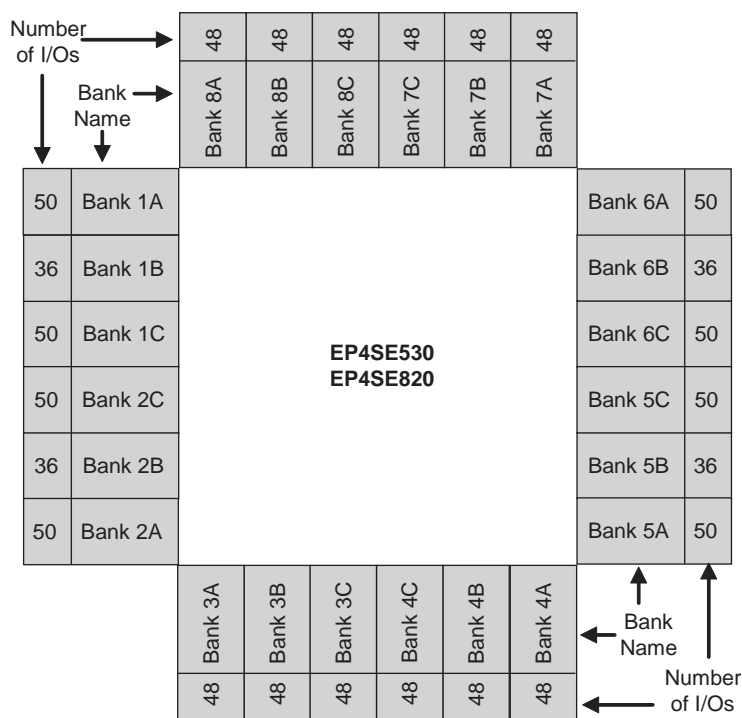 Number
of I/Os
48 48 48 48 48 48
Bank
Name
Bank 8A Bank 8B Bank 8C Bank 7C Bank 7B Bank 7A
50 Bank 1A
Bank 6A 50
36 Bank 1B
Bank 6B 36
50 Bank 1C
Bank 6C 50
EP4SE530
EP4SE820
50 Bank 2C
Bank 5C 50
36 Bank 2B
Bank 5B 36
50 Bank 2A
Bank 5A 50
Bank 3A Bank 3B Bank 3C Bank 4C Bank 4B Bank 4A
Bank
Name
48 48 48 48 48 48
Number
of I/Os